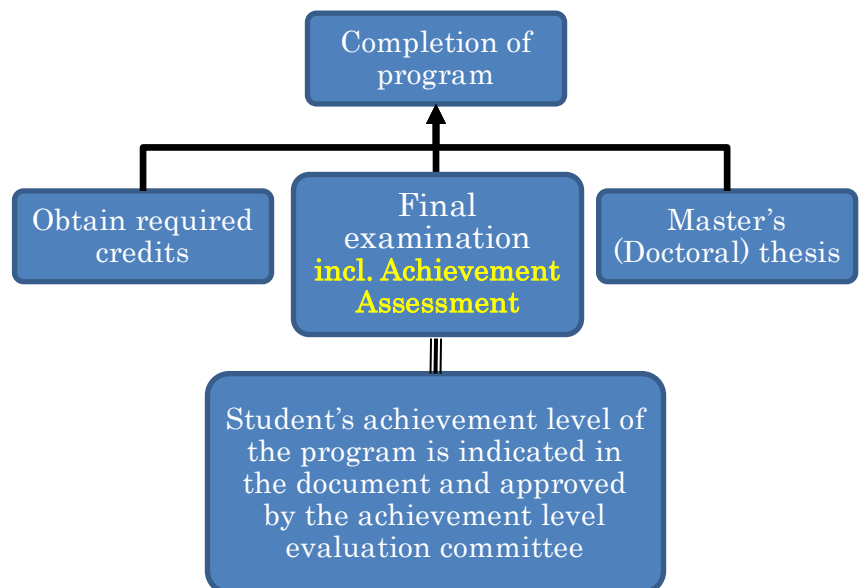 Completion of
program
Obtain required
credits
Final
examination
incl. Achievement
Assessment
Master’s
(Doctoral) thesis
Student’s achievement level of
the program is indicated in
the document and approved
by the achievement level
evaluation committee